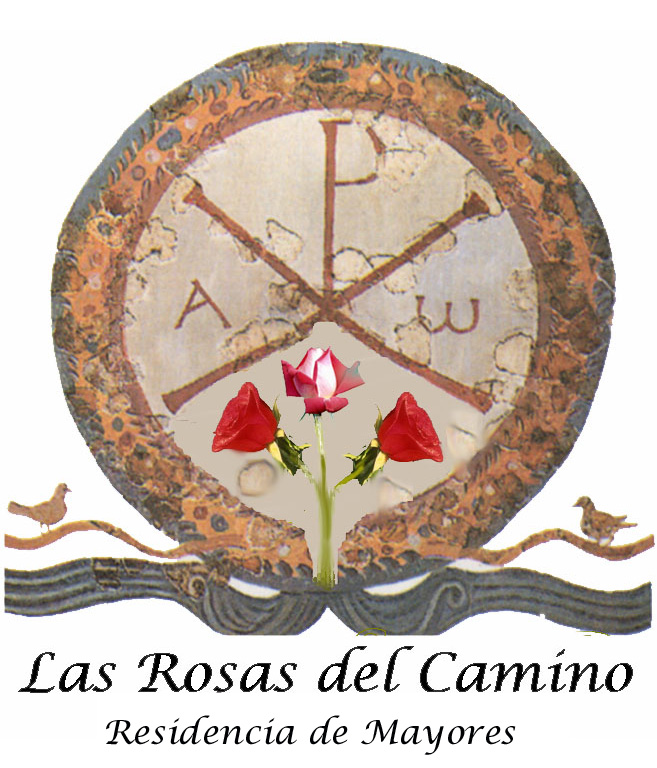 P
A ω
Las Rosas del Camino
Residencia de Mayores